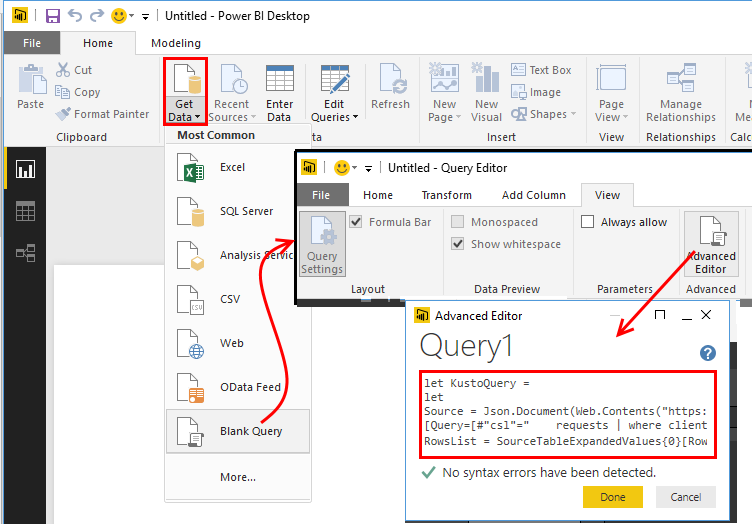 Untitled - Power BI Desktop
File
Home
Modeling
Paste
Cut
Copy
Format Painter
Clipboard
Get
Data
Recent
Sources
Enter
Data
Edit
Queries
Refresh
New
Page
New
Visual
Text Box
Image
Shapes
Insert
Page
View
View
Manage
Relationships
Relationships
New
Me
Calc
Most Common
Excel
SQL Server
Analysis Servic
CSV
Web
OData Feed
Blank Query
More...
Untitled - Query Editor
File
Home
Transform
Add Column
View
Query
Settings
Formula Bar
Layout
Monospaced
Show whitespace
Data Preview
Always allow
Parameters
Advanced
Editor
Advanced
Advanced Editor
Query1
let KustoQuery =
let
Source = Json.Document(Web.Contents("https:
[Query=[#"csl"=" requests | where client
RowsList = SourceTableExpandedValues{0}[Row
No syntax errors have been detected.
Done
Cancel